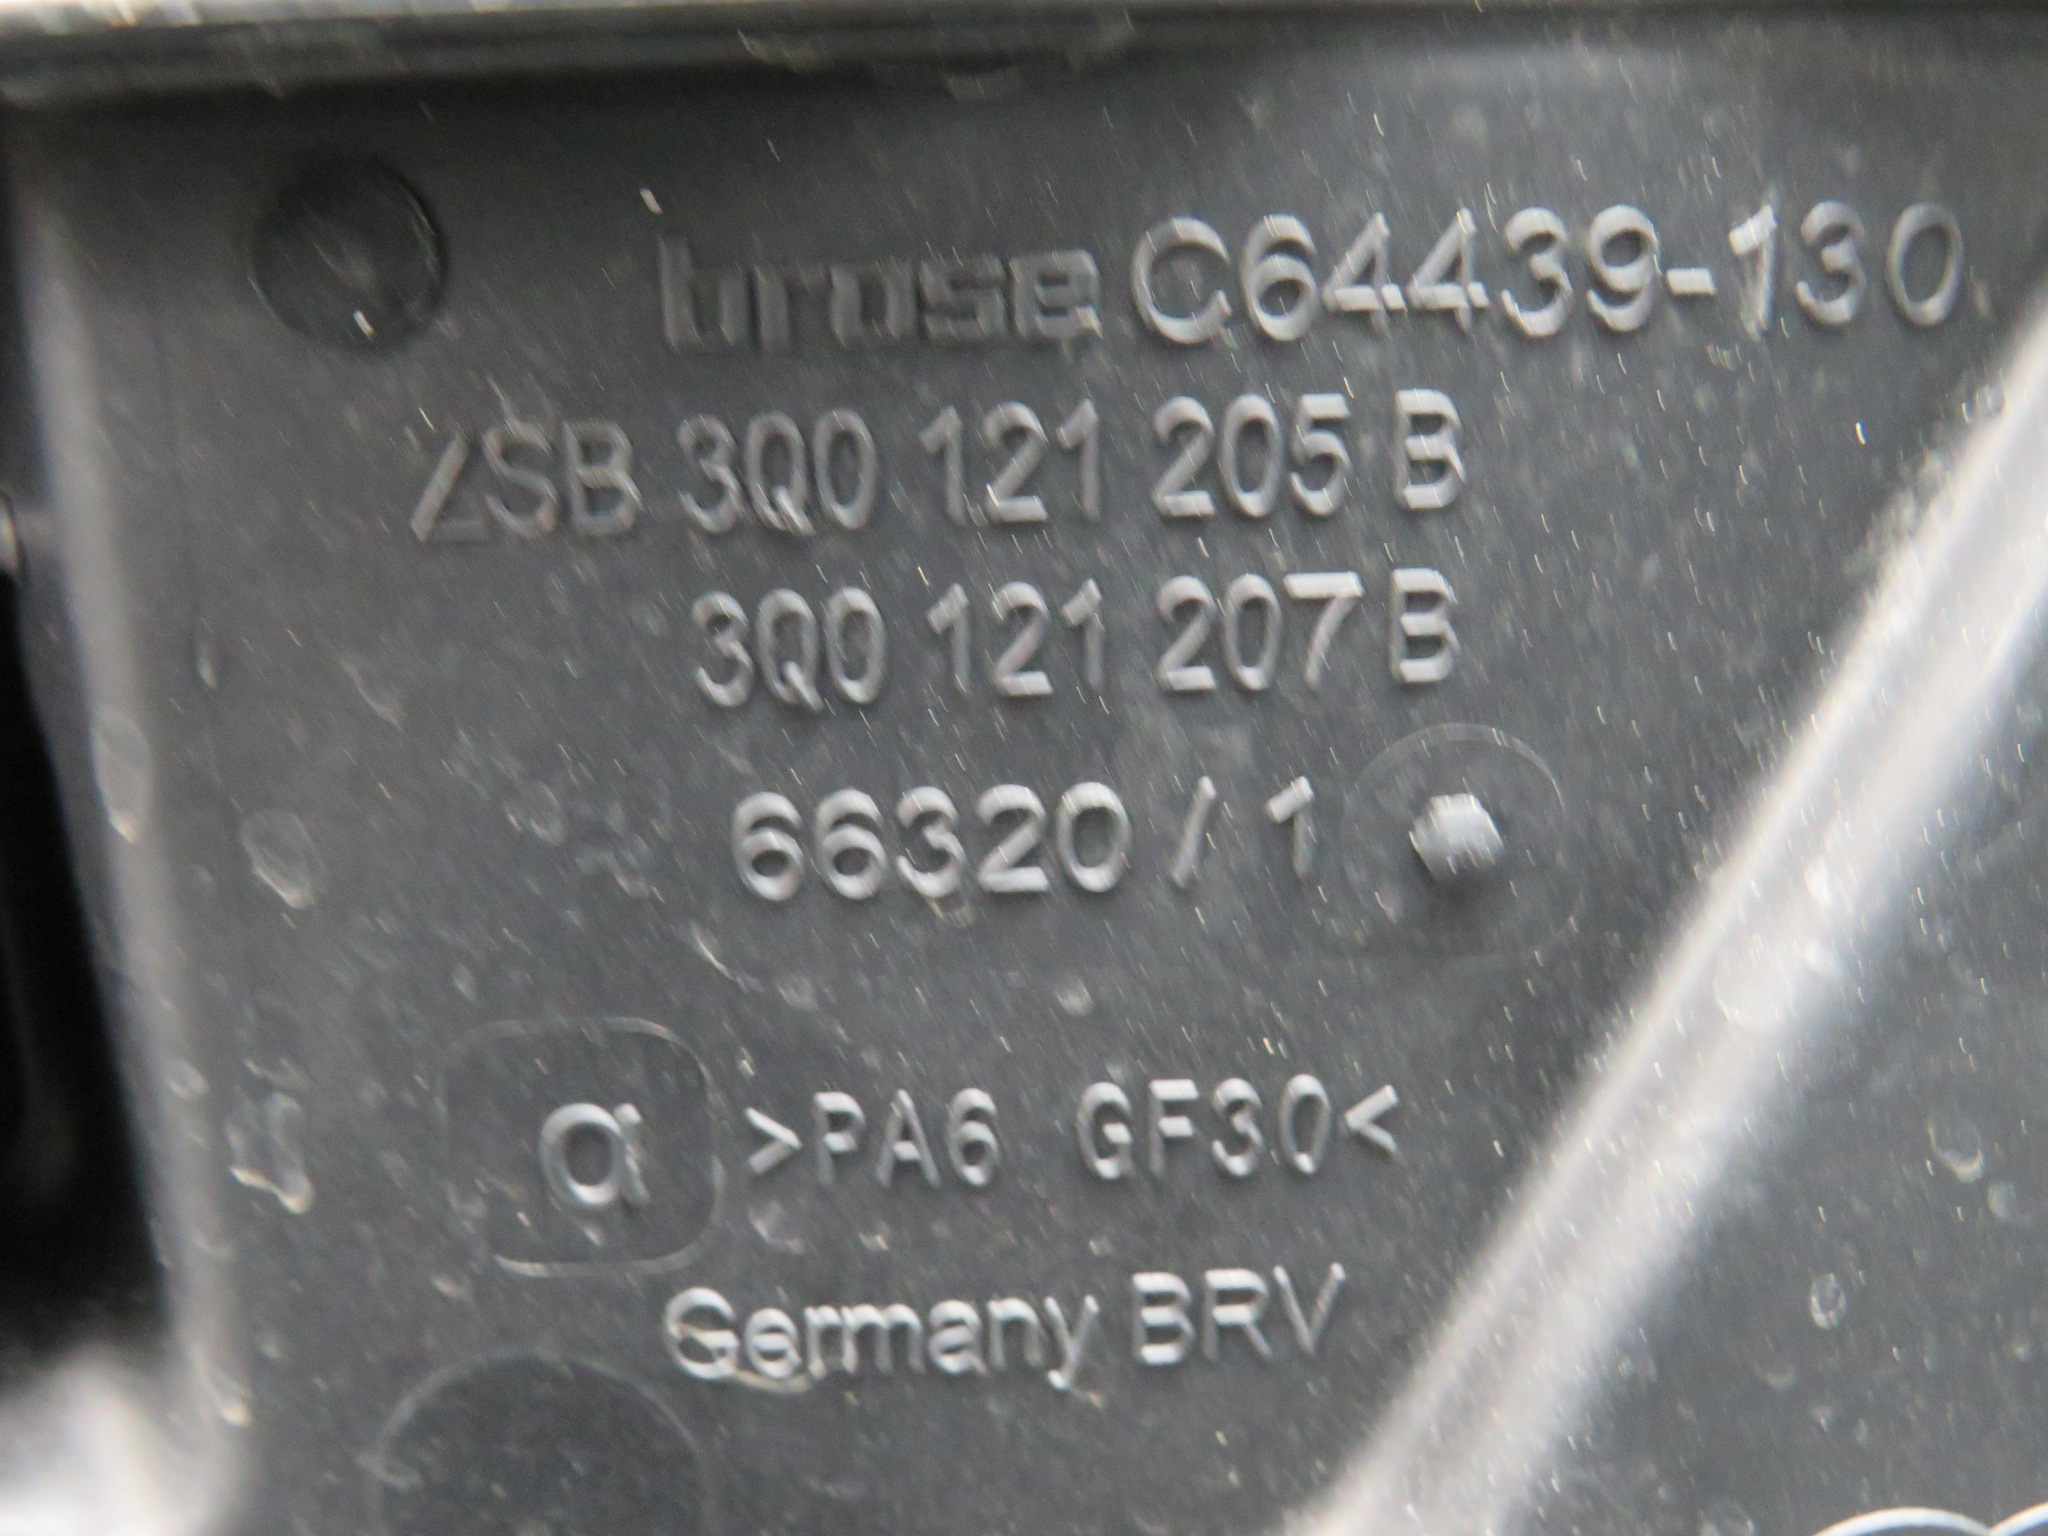 brose C64439-130
ZSB 3Q0 121 205 B
3Q0 121 207 B
66320 / 1
a >PA6 GF30<
Germany BRV